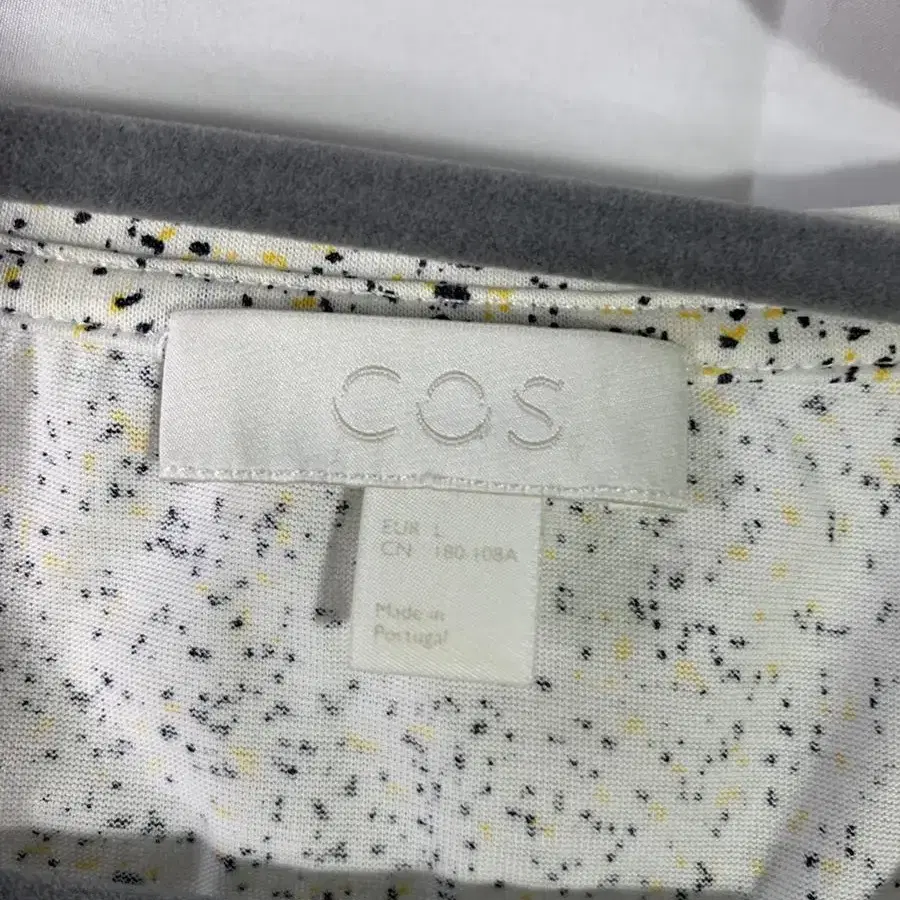 COS
EUR L
CN 180.108A
Made in
Portugal